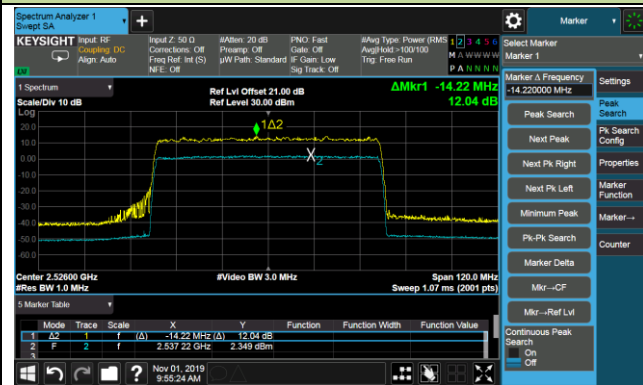 Spectrum Analyzer 1
Swept SA
Marker
KEYSIGHT
Input: RF
Coupling: DC
Align: Auto
Input Z: 50 Ω
Corrections: Off
Freq Ref: Int (S)
NFE: Off
#Atten: 20 dB
Preamp: Off
µW Path: Standard
PNO: Fast
Gate: Off
IF Gain: Low
Sig Track: Off
#Avg Type: Power (RMS
Avg|Hold:>100/100
Trig: Free Run
1 2 3 4 5 6
M A W W W W
P A N N N N
Select Marker
Marker 1
LW
1 Spectrum
Scale/Div 10 dB
Log
Ref Lvl Offset 21.00 dB
Ref Level 30.00 dBm
ΔMkr1 -14.22 MHz
12.04 dB
1Δ2
X2
20.0
10.0
0.00
-10.0
-20.0
-30.0
-40.0
-50.0
-60.0
Center 2.52600 GHz
#Res BW 1.0 MHz
#Video BW 3.0 MHz
Span 120.0 MHz
Sweep 1.07 ms (2001 pts)
5 Marker Table
Mode Trace Scale X Y Function Function Width Function Value
1 Δ2 1 f (Δ) -14.22 MHz (Δ) 12.04 dB
2 F 2 f 2.537 22 GHz 2.349 dBm
3
Nov 01, 2019
9:55:24 AM
Marker Δ Frequency
-14.220000 MHz
Peak Search
Next Peak
Next Pk Right
Next Pk Left
Minimum Peak
Pk-Pk Search
Marker Delta
Mkr→CF
Mkr→Ref Lvl
Continuous Peak
Search
On
Off
Settings
Peak
Search
Pk Search
Config
Properties
Marker
Function
Marker→
Counter